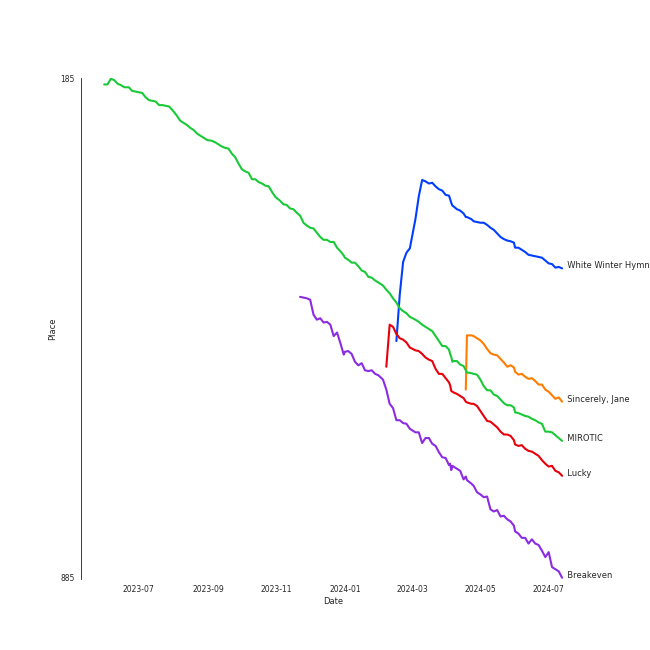 185
Place
885
White Winter Hymn
Sincerely, Jane
MIROTIC
Lucky
Breakeven
2023-07 2023-09 2023-11 2024-01 2024-03 2024-05 2024-07
Date